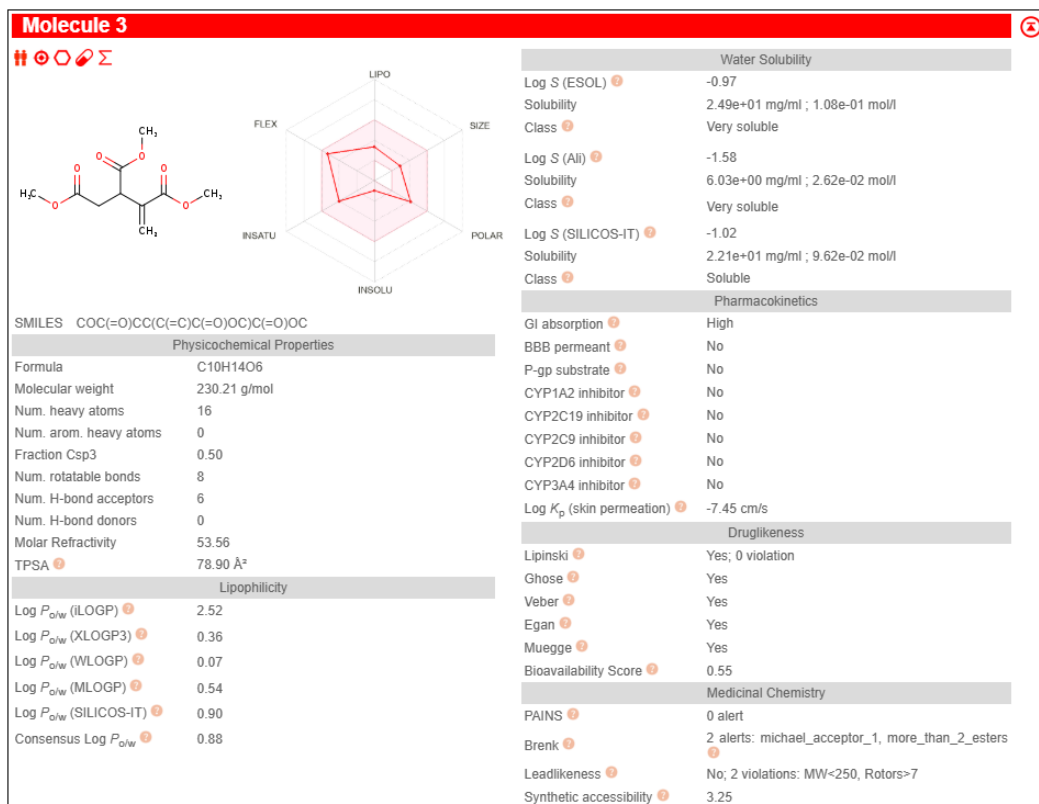 Molecule 3
LIPO
FLEX
SIZE
INSATU
POLAR
INSOLU
CH₃
O
O
O
O
H₃C
O
O
CH₃
CH₃
SMILES COC(=O)CC(C(=C)C(=O)OC)C(=O)OC
Physicochemical Properties
Formula C10H14O6
Molecular weight 230.21 g/mol
Num. heavy atoms 16
Num. arom. heavy atoms 0
Fraction Csp3 0.50
Num. rotatable bonds 8
Num. H-bond acceptors 6
Num. H-bond donors 0
Molar Refractivity 53.56
TPSA ? 78.90 Å²
Lipophilicity
Log Po/w (iLOGP) ? 2.52
Log Po/w (XLOGP3) ? 0.36
Log Po/w (WLOGP) ? 0.07
Log Po/w (MLOGP) ? 0.54
Log Po/w (SILICOS-IT) ? 0.90
Consensus Log Po/w ? 0.88
Water Solubility
Log S (ESOL) ? -0.97
Solubility 2.49e+01 mg/ml ; 1.08e-01 mol/l
Class ? Very soluble
Log S (Ali) ? -1.58
Solubility 6.03e+00 mg/ml ; 2.62e-02 mol/l
Class ? Very soluble
Log S (SILICOS-IT) ? -1.02
Solubility 2.21e+01 mg/ml ; 9.62e-02 mol/l
Class ? Soluble
Pharmacokinetics
GI absorption ? High
BBB permeant ? No
P-gp substrate ? No
CYP1A2 inhibitor ? No
CYP2C19 inhibitor ? No
CYP2C9 inhibitor ? No
CYP2D6 inhibitor ? No
CYP3A4 inhibitor ? No
Log Kp (skin permeation) ? -7.45 cm/s
Druglikeness
Lipinski ? Yes; 0 violation
Ghose ? Yes
Veber ? Yes
Egan ? Yes
Muegge ? Yes
Bioavailability Score ? 0.55
Medicinal Chemistry
PAINS ? 0 alert
Brenk ? 2 alerts: michael_acceptor_1, more_than_2_esters
?
Leadlikeness ? No; 2 violations: MW<250, Rotors>7
Synthetic accessibility ? 3.25